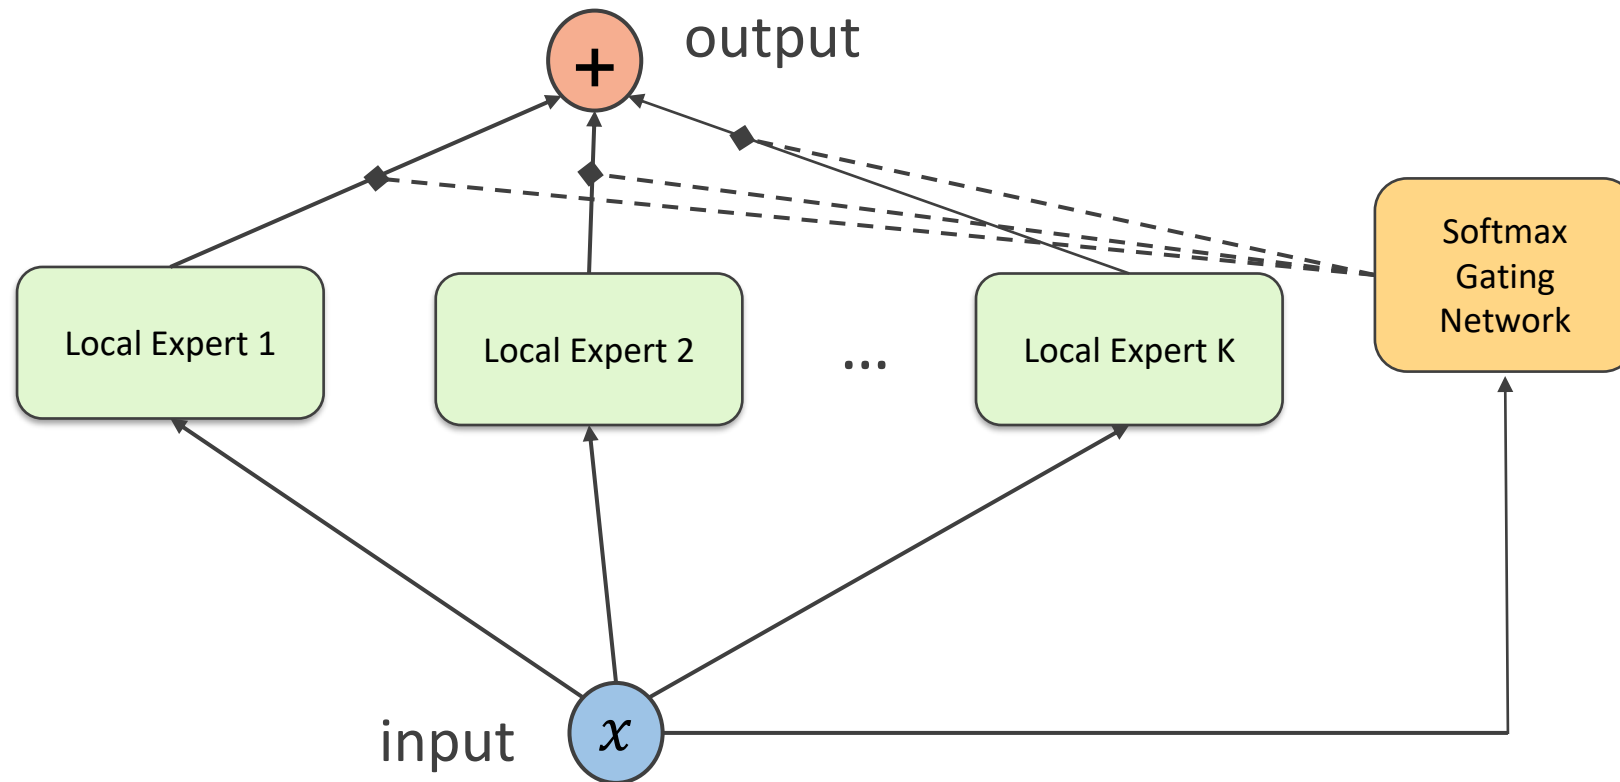 output
+
Softmax
Gating
Network
Local Expert 1
Local Expert 2
...
Local Expert K
input
x